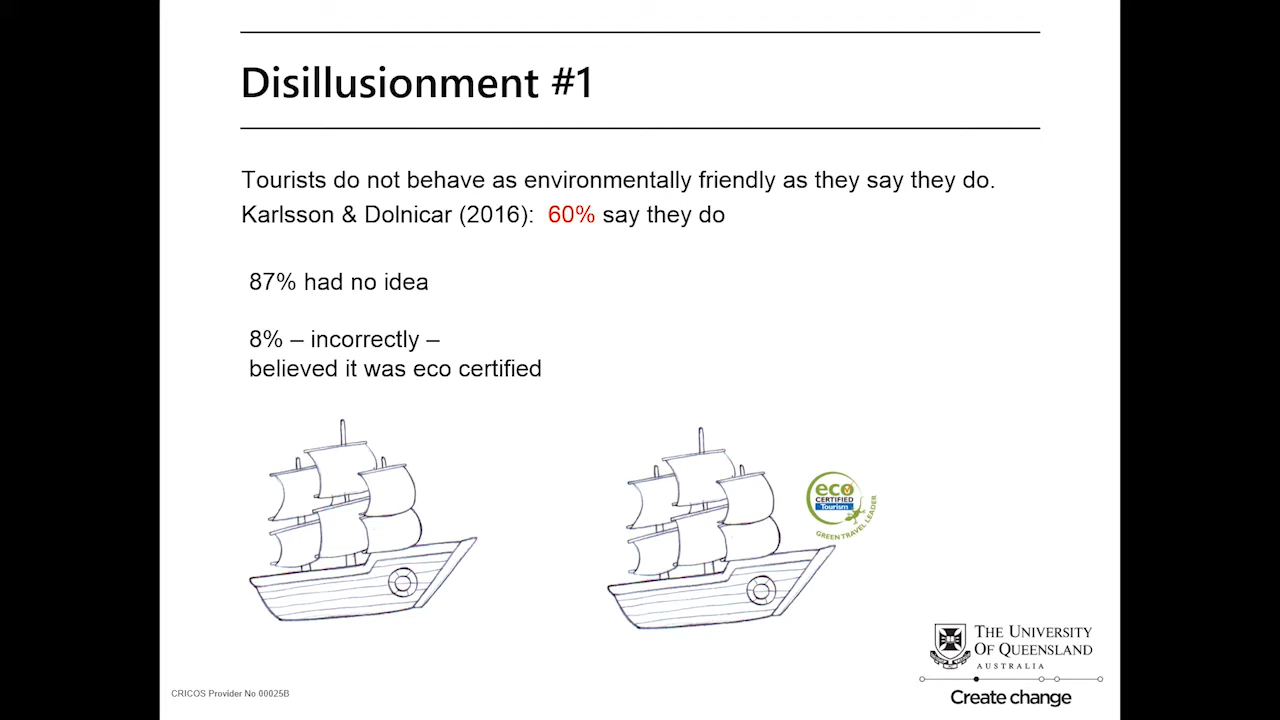 Disillusionment #1
Tourists do not behave as environmentally friendly as they say they do.
Karlsson & Dolnicar (2016): 60% say they do
87% had no idea
8% – incorrectly –
believed it was eco certified
eco
CERTIFIED
Tourism
GREEN TRAVEL LEADER
THE UNIVERSITY
OF QUEENSLAND
AUSTRALIA
CRICOS Provider No 00025B
Create change